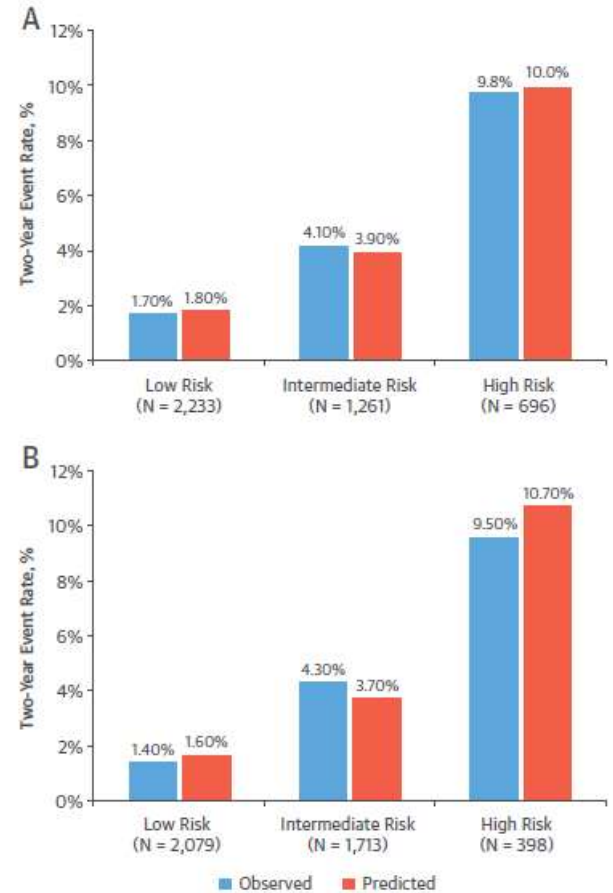 A
12%
10%
8%
6%
4%
2%
0%
Two-Year Event Rate, %
1.70% 1.80%
4.10% 3.90%
9.8% 10.0%
Low Risk
(N = 2,233)
Intermediate Risk
(N = 1,261)
High Risk
(N = 696)
B
12%
10%
8%
6%
4%
2%
0%
Two-Year Event Rate, %
1.40% 1.60%
4.30%
3.70%
9.50%
10.70%
Low Risk
(N = 2,079)
Intermediate Risk
(N = 1,713)
High Risk
(N = 398)
Observed Predicted